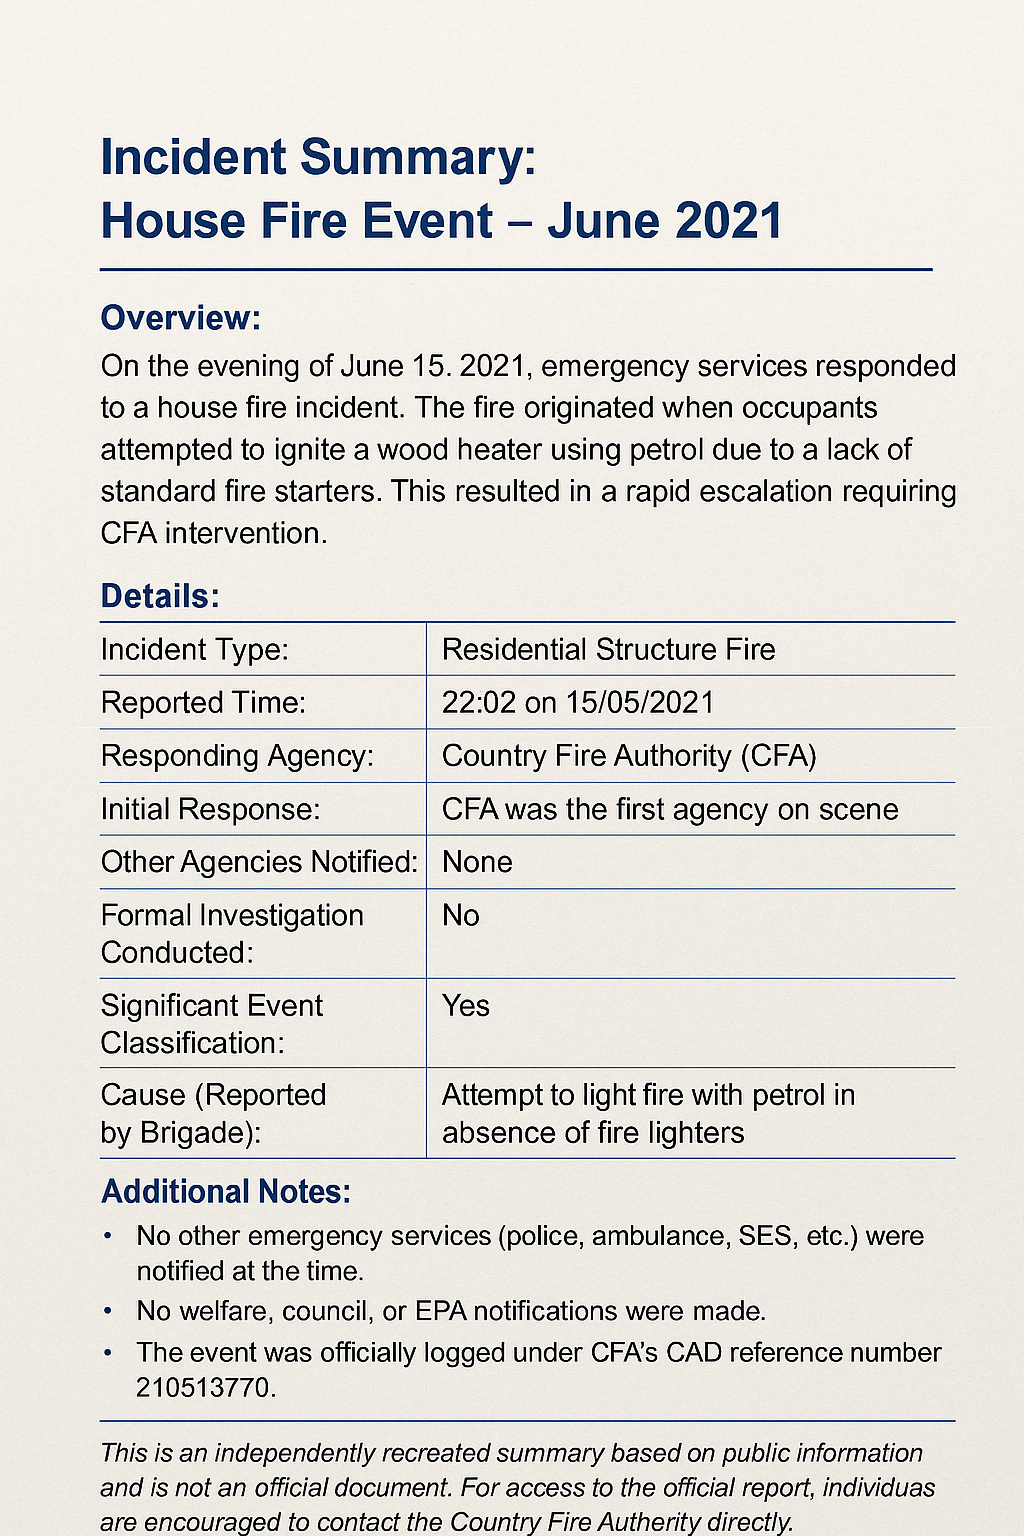 Incident Summary:
House Fire Event – June 2021
Overview:
On the evening of June 15. 2021, emergency services responded
to a house fire incident. The fire originated when occupants
attempted to ignite a wood heater using petrol due to a lack of
standard fire starters. This resulted in a rapid escalation requiring
CFA intervention.
Details:
Incident Type: Residential Structure Fire
Reported Time: 22:02 on 15/05/2021
Responding Agency: Country Fire Authority (CFA)
Initial Response: CFA was the first agency on scene
Other Agencies Notified: None
Formal Investigation No
Conducted:
Significant Event Yes
Classification:
Cause (Reported Attempt to light fire with petrol in
by Brigade): absence of fire lighters
Additional Notes:
• No other emergency services (police, ambulance, SES, etc.) were
notified at the time.
• No welfare, council, or EPA notifications were made.
• The event was officially logged under CFA's CAD reference number
210513770.
This is an independently recreated summary based on public information
and is not an official document. For access to the official report, individuas
are encouraged to contact the Country Fire Autherity directly.